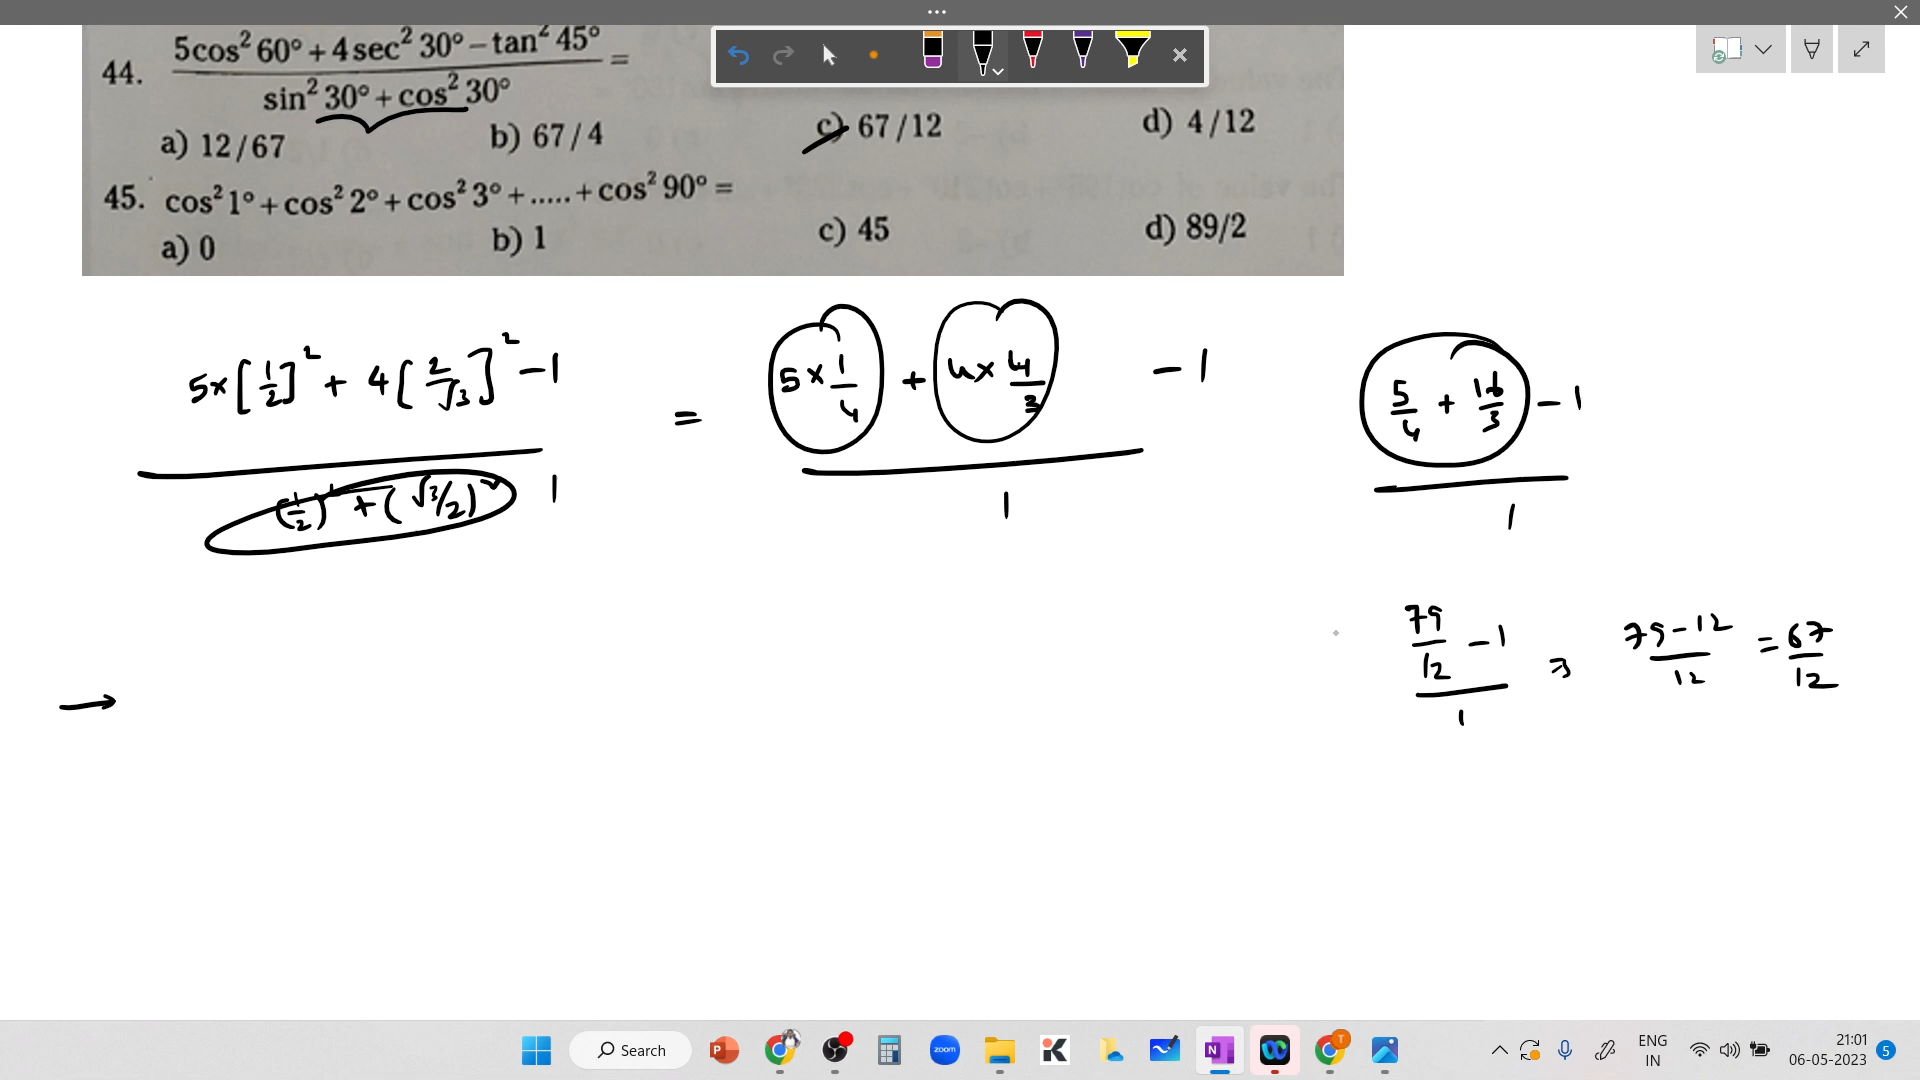 44. 5cos² 60° + 4 sec² 30° – tan² 45° =
sin² 30° + cos² 30°
a) 12/67 b) 67/4 c) 67/12 d) 4/12
45. cos² 1° + cos² 2° + cos² 3° + ..... + cos² 90° =
a) 0 b) 1 c) 45 d) 89/2
5×[1/2]² + 4[2/√3]² – 1 = 5×1/4 + 4×4/3 – 1 5/4 + 16/3 – 1
(1/2)² + (√3/2)² 1 1 1
79/12 – 1 ⇒ 79–12/12 = 67/12
1
→
Search
zoom
ENG
IN
21:01
06-05-2023
5